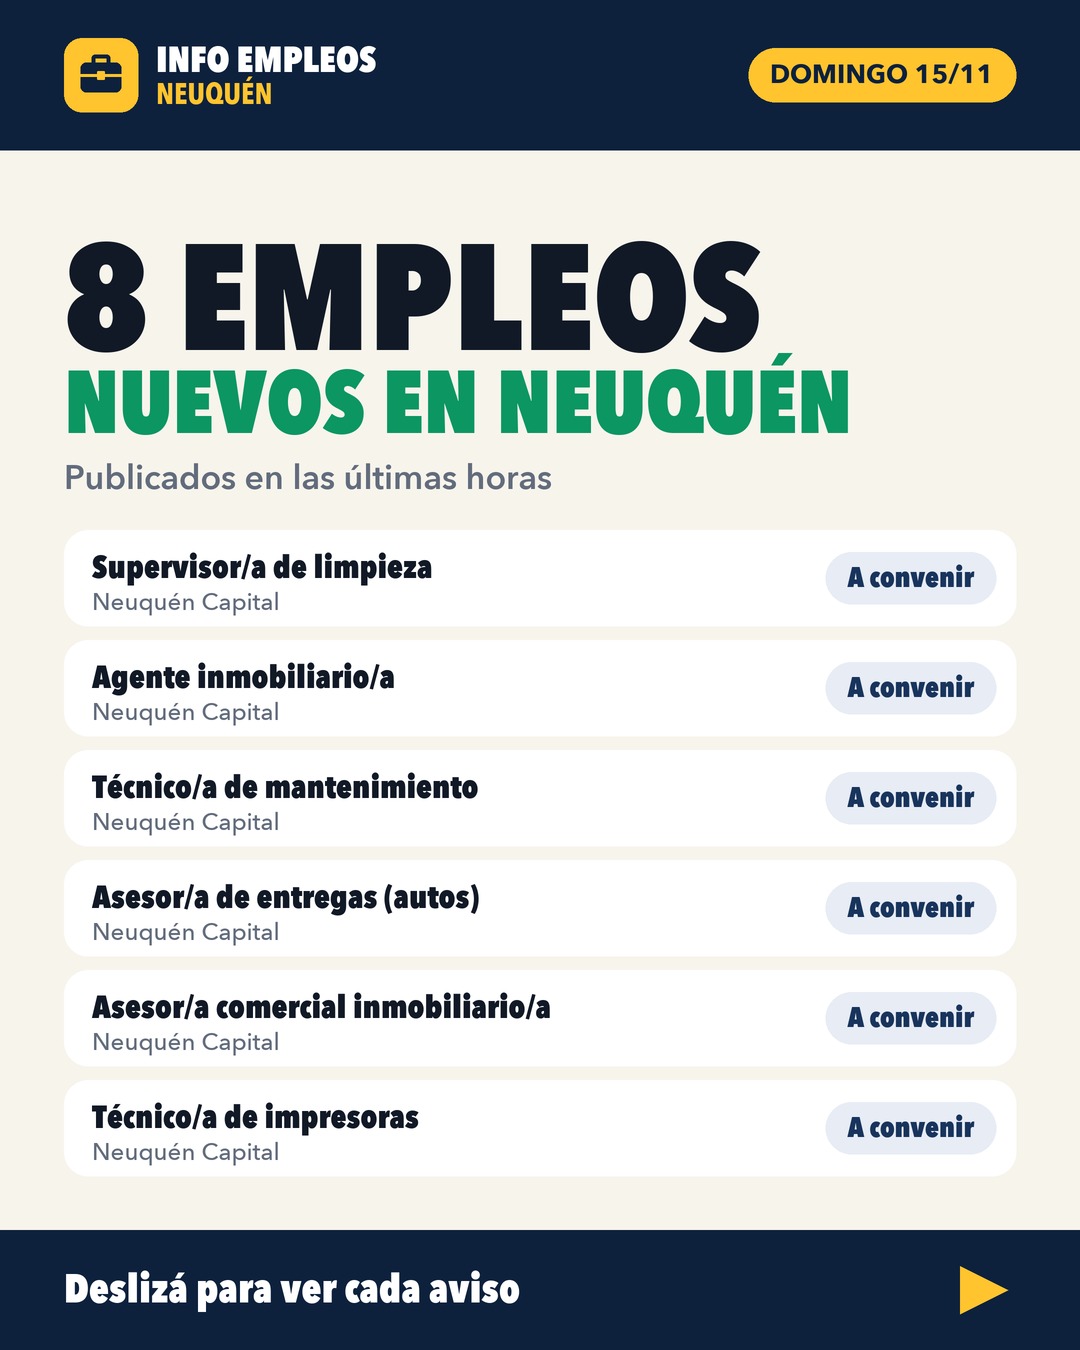 INFO EMPLEOS
NEUQUÉN
DOMINGO 15/11
8 EMPLEOS
NUEVOS EN NEUQUÉN
Publicados en las últimas horas
Supervisor/a de limpieza
Neuquén Capital
A convenir
Agente inmobiliario/a
Neuquén Capital
A convenir
Técnico/a de mantenimiento
Neuquén Capital
A convenir
Asesor/a de entregas (autos)
Neuquén Capital
A convenir
Asesor/a comercial inmobiliario/a
Neuquén Capital
A convenir
Técnico/a de impresoras
Neuquén Capital
A convenir
Deslizá para ver cada aviso